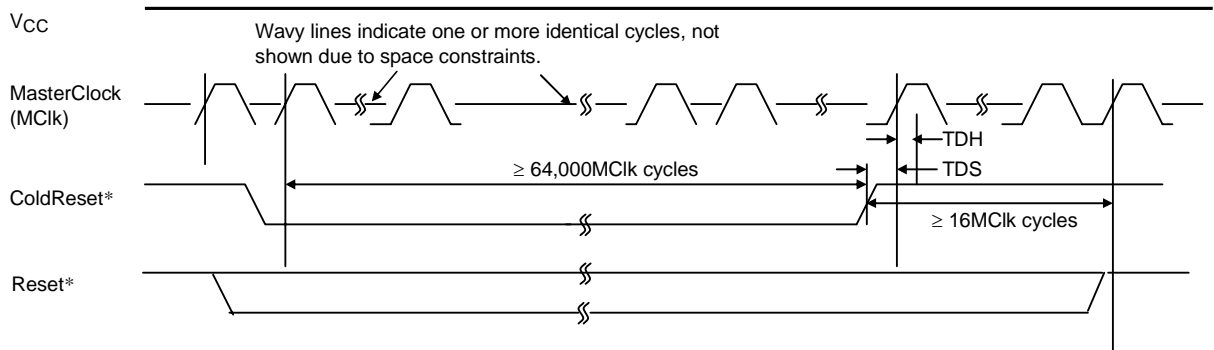 VCC
Wavy lines indicate one or more identical cycles, not
shown due to space constraints.
MasterClock
(MClk)
TDH
≥ 64,000MClk cycles
TDS
ColdReset*
≥ 16MClk cycles
Reset*